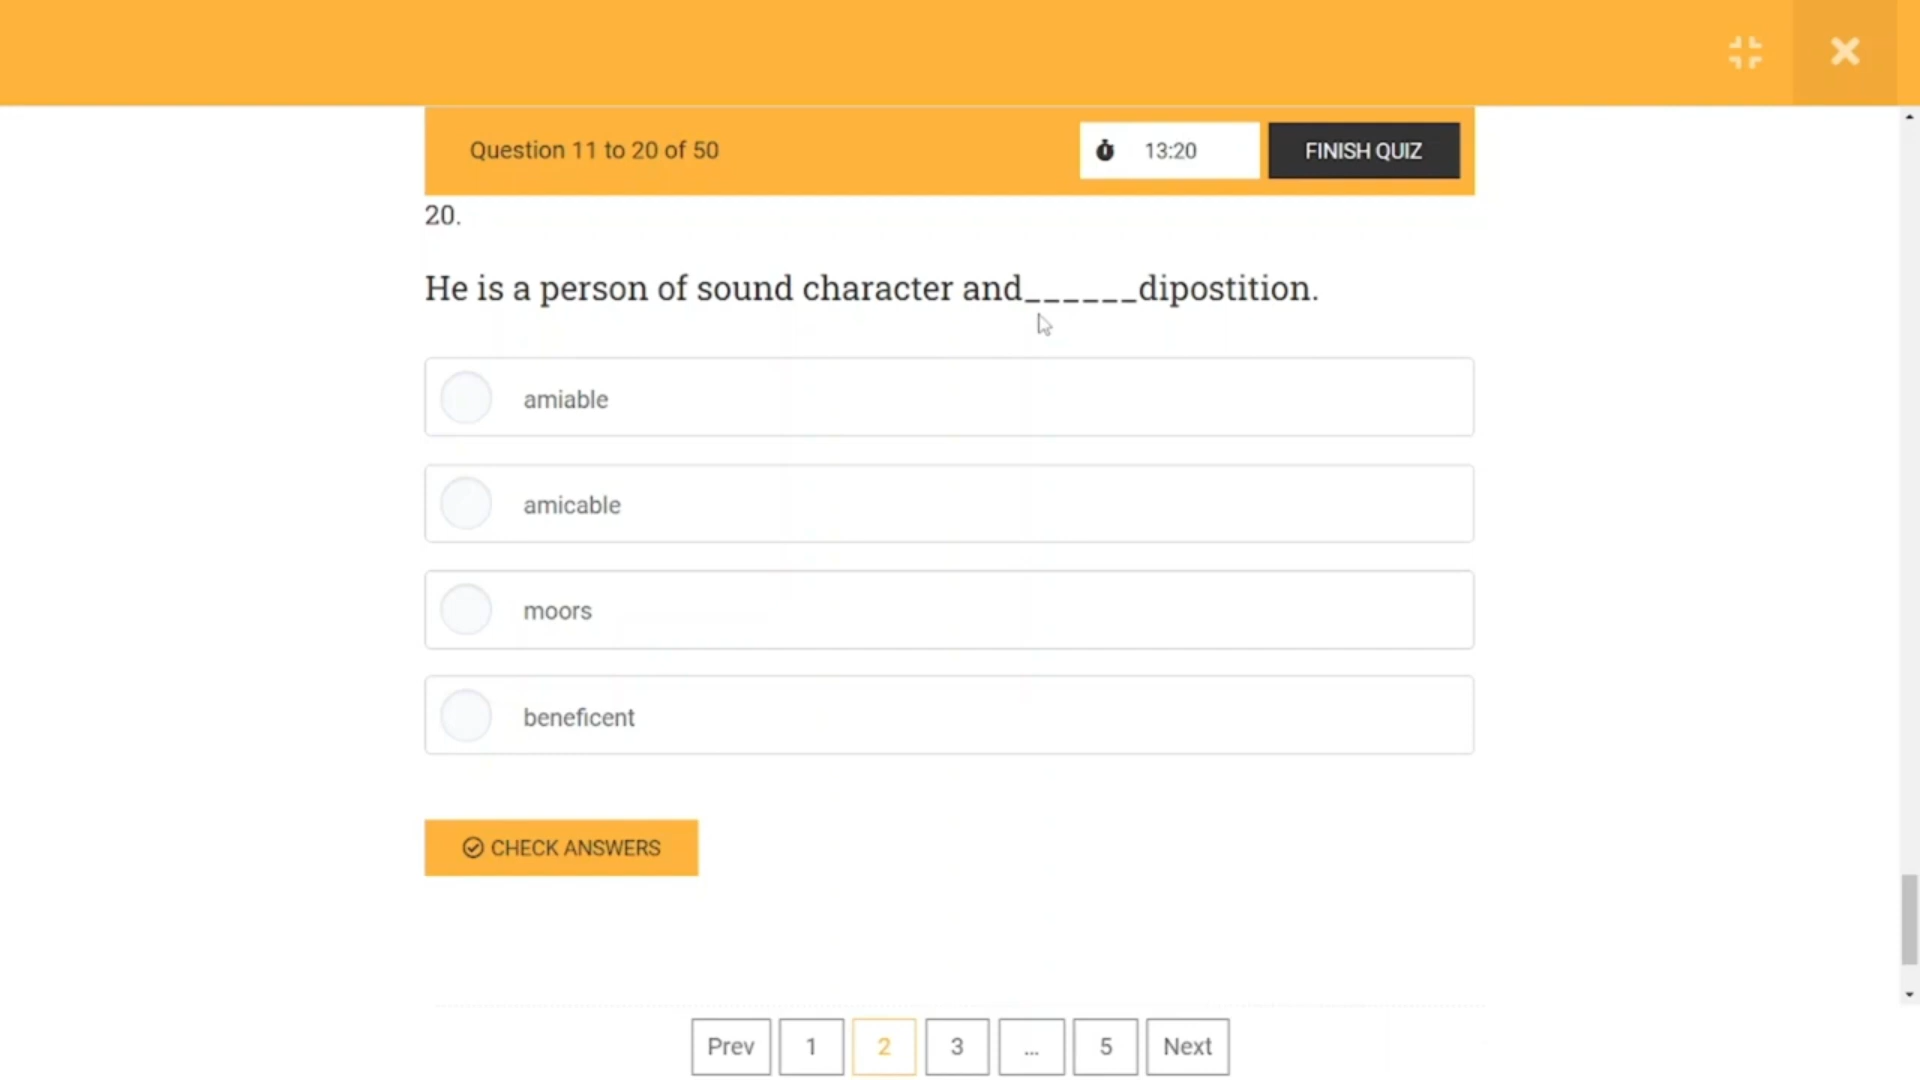 Question 11 to 20 of 50
13:20
FINISH QUIZ
20.
He is a person of sound character and______dipostition.
amiable
amicable
moors
beneficent
CHECK ANSWERS
Prev 1 2 3 ... 5 Next